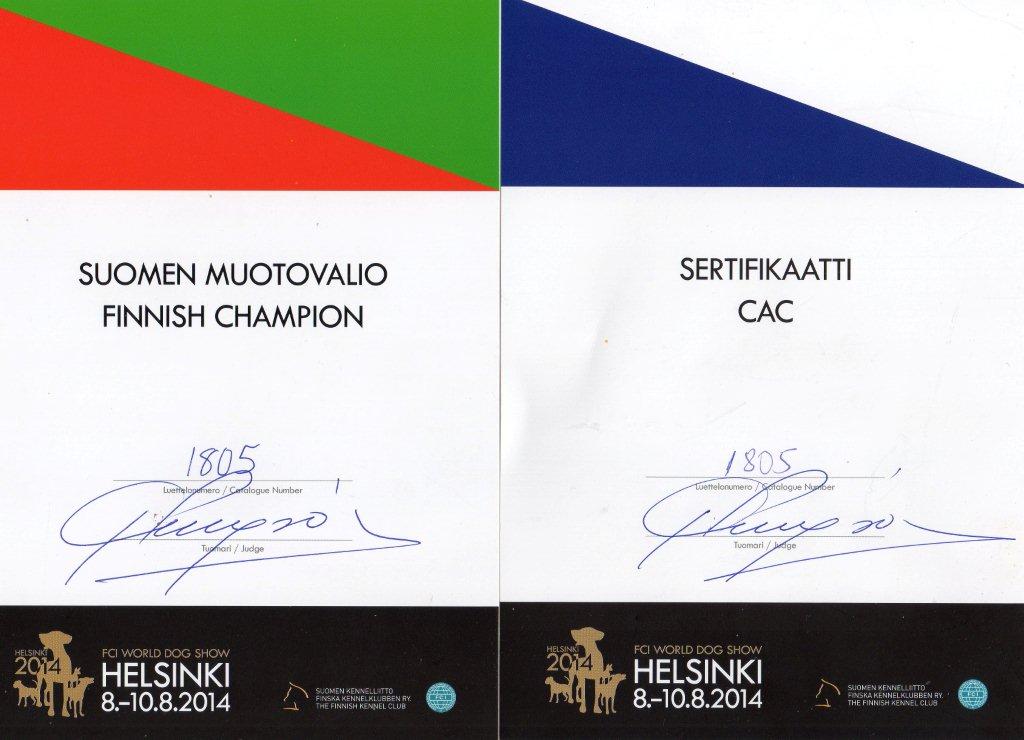 SUOMEN MUOTOVALIO
FINNISH CHAMPION
1805
Luettelonumero / Catalogue Number
Tuomari / Judge
HELSINKI
2014
FCI WORLD DOG SHOW
HELSINKI
8.–10.8.2014
SUOMEN KENNELLIITTO
FINSKA KENNELKLUBBEN RY.
THE FINNISH KENNEL CLUB
FCI
SERTIFIKAATTI
CAC
1805
Luettelonumero / Catalogue Number
Tuomari / Judge
HELSINKI
2014
FCI WORLD DOG SHOW
HELSINKI
8.–10.8.2014
SUOMEN KENNELLIITTO
FINSKA KENNELKLUBBEN RY.
THE FINNISH KENNEL CLUB
FCI